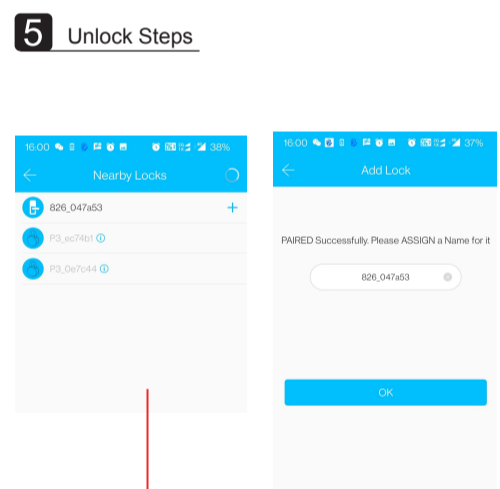 5 Unlock Steps
16:00 38%
Nearby Locks
826_047a53
P3_ec74b1
P3_0e7c44
16:00 37%
Add Lock
PAIRED Successfully. Please ASSIGN a Name for it
826_047a53
OK